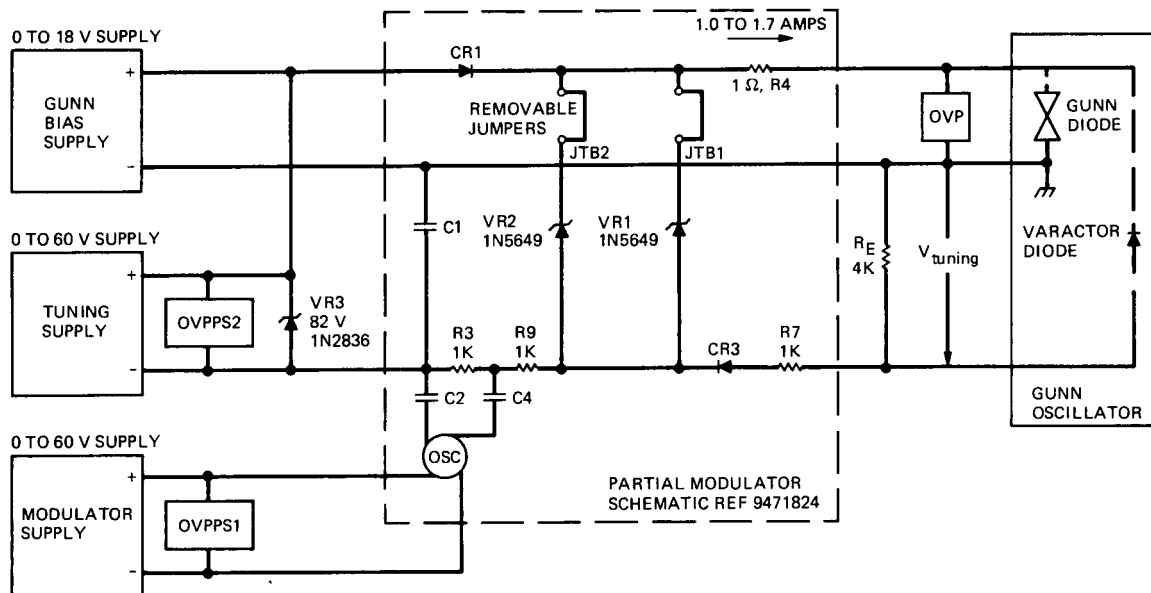 0 TO 18 V SUPPLY
+
GUNN
BIAS
SUPPLY
-
0 TO 60 V SUPPLY
+
TUNING
SUPPLY
-
OVPPS2
VR3
82 V
1N2836
0 TO 60 V SUPPLY
+
MODULATOR
SUPPLY
-
OVPPS1
1.0 TO 1.7 AMPS
CR1
1 Ω, R4
REMOVABLE
JUMPERS
JTB2
JTB1
C1
VR2
1N5649
VR1
1N5649
R3
1K
R9
1K
CR3
R7
1K
C2
C4
OSC
PARTIAL MODULATOR
SCHEMATIC REF 9471824
OVP
GUNN
DIODE
RE
4K
Vtuning
VARACTOR
DIODE
GUNN
OSCILLATOR